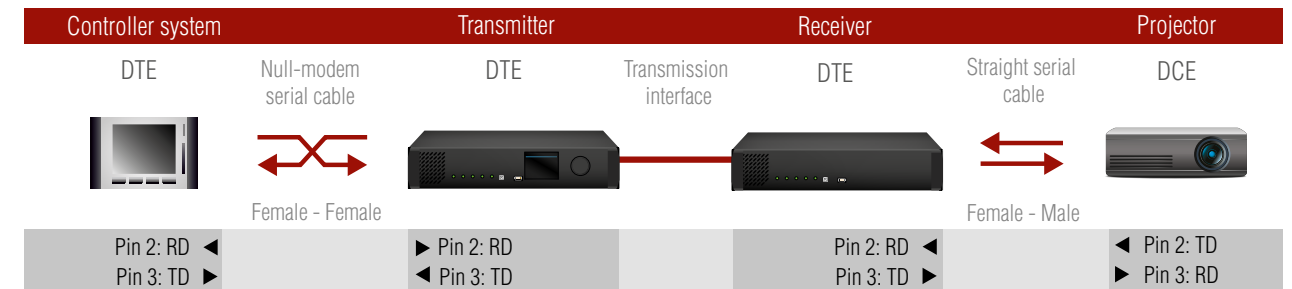 Controller system Transmitter Receiver Projector
DTE Null-modem serial cable DTE Transmission interface DTE Straight serial cable DCE
Female - Female Female - Male
Pin 2: RD ◀ ▶ Pin 2: RD Pin 2: RD ◀ ◀ Pin 2: TD
Pin 3: TD ▶ ◀ Pin 3: TD Pin 3: TD ▶ ▶ Pin 3: RD